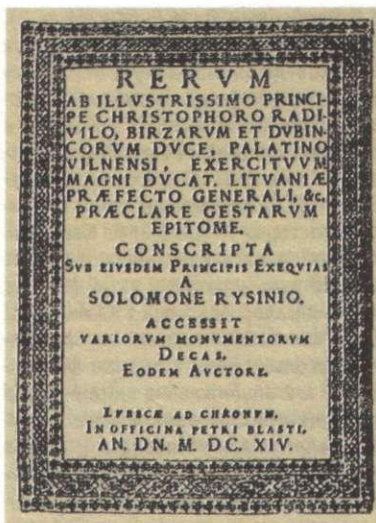 RERVM
AB ILLVSTRISSIMO PRINCI-
PE CHRISTOPHORO RADI-
VILO, BIRZARVM ET DVBIN-
CORVM DVCE, PALATINO
VILNENSI, EXERCITVVM
MAGNI DVCAT. LITVANIÆ
PRÆFECTO GENERALI, &c.
PRÆCLARE GESTARVM
EPITOME.
CONSCRIPTA
SVB EIVSDEM PRINCIPIS EXEQVIAS
A
SOLOMONE RYSINIO.
ACCESSIT
VARIORVM MONVMENTORVM
DECAS.
EODEM AVCTORE.
LVBECÆ AD CHRONVM,
IN OFFICINA PETRI BLASTI,
AN. DN. M. DC. XIV.